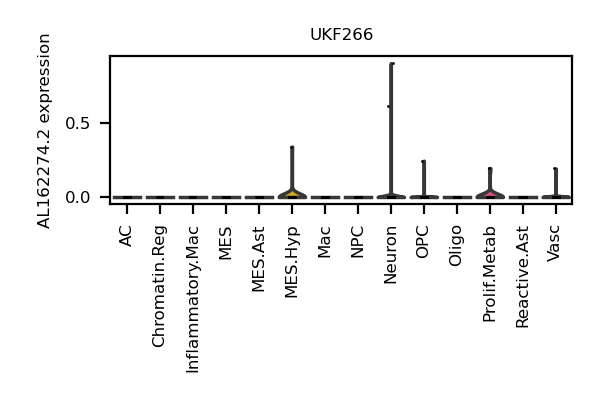 UKF266
AL162274.2 expression
0.5
0.0
AC
Chromatin.Reg
Inflammatory.Mac
MES
MES.Ast
MES.Hyp
Mac
NPC
Neuron
OPC
Oligo
Prolif.Metab
Reactive.Ast
Vasc